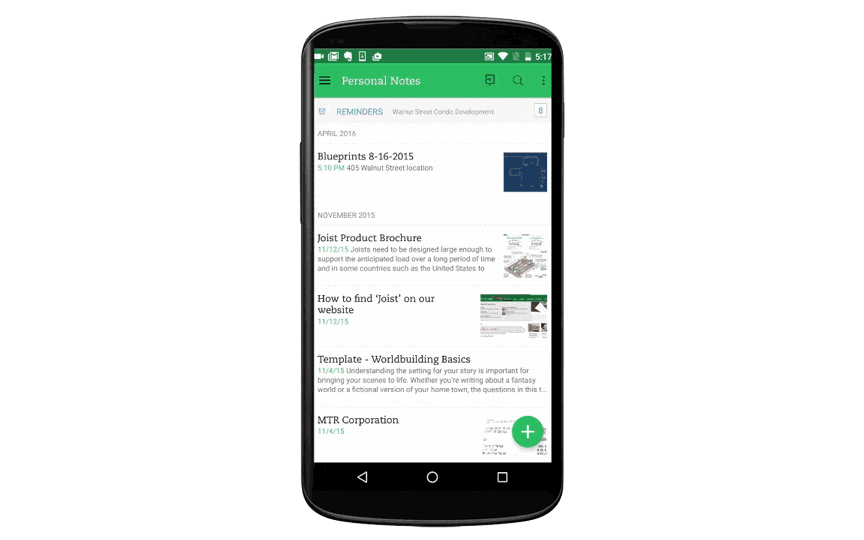 5:17
Personal Notes
REMINDERS Walnut Street Condo Development 8
APRIL 2016
Blueprints 8-16-2015
5:10 PM 405 Walnut Street location
NOVEMBER 2015
Joist Product Brochure
11/12/15 Joists need to be designed large enough to
support the anticipated load over a long period of time
and in some countries such as the United States to
How to find ‘Joist’ on our
website
11/12/15
Template - Worldbuilding Basics
11/4/15 Understanding the setting for your story is important for
bringing your scenes to life. Whether you're writing about a fantasy
world or a fictional version of your home town, the questions in this t...
MTR Corporation
11/4/15